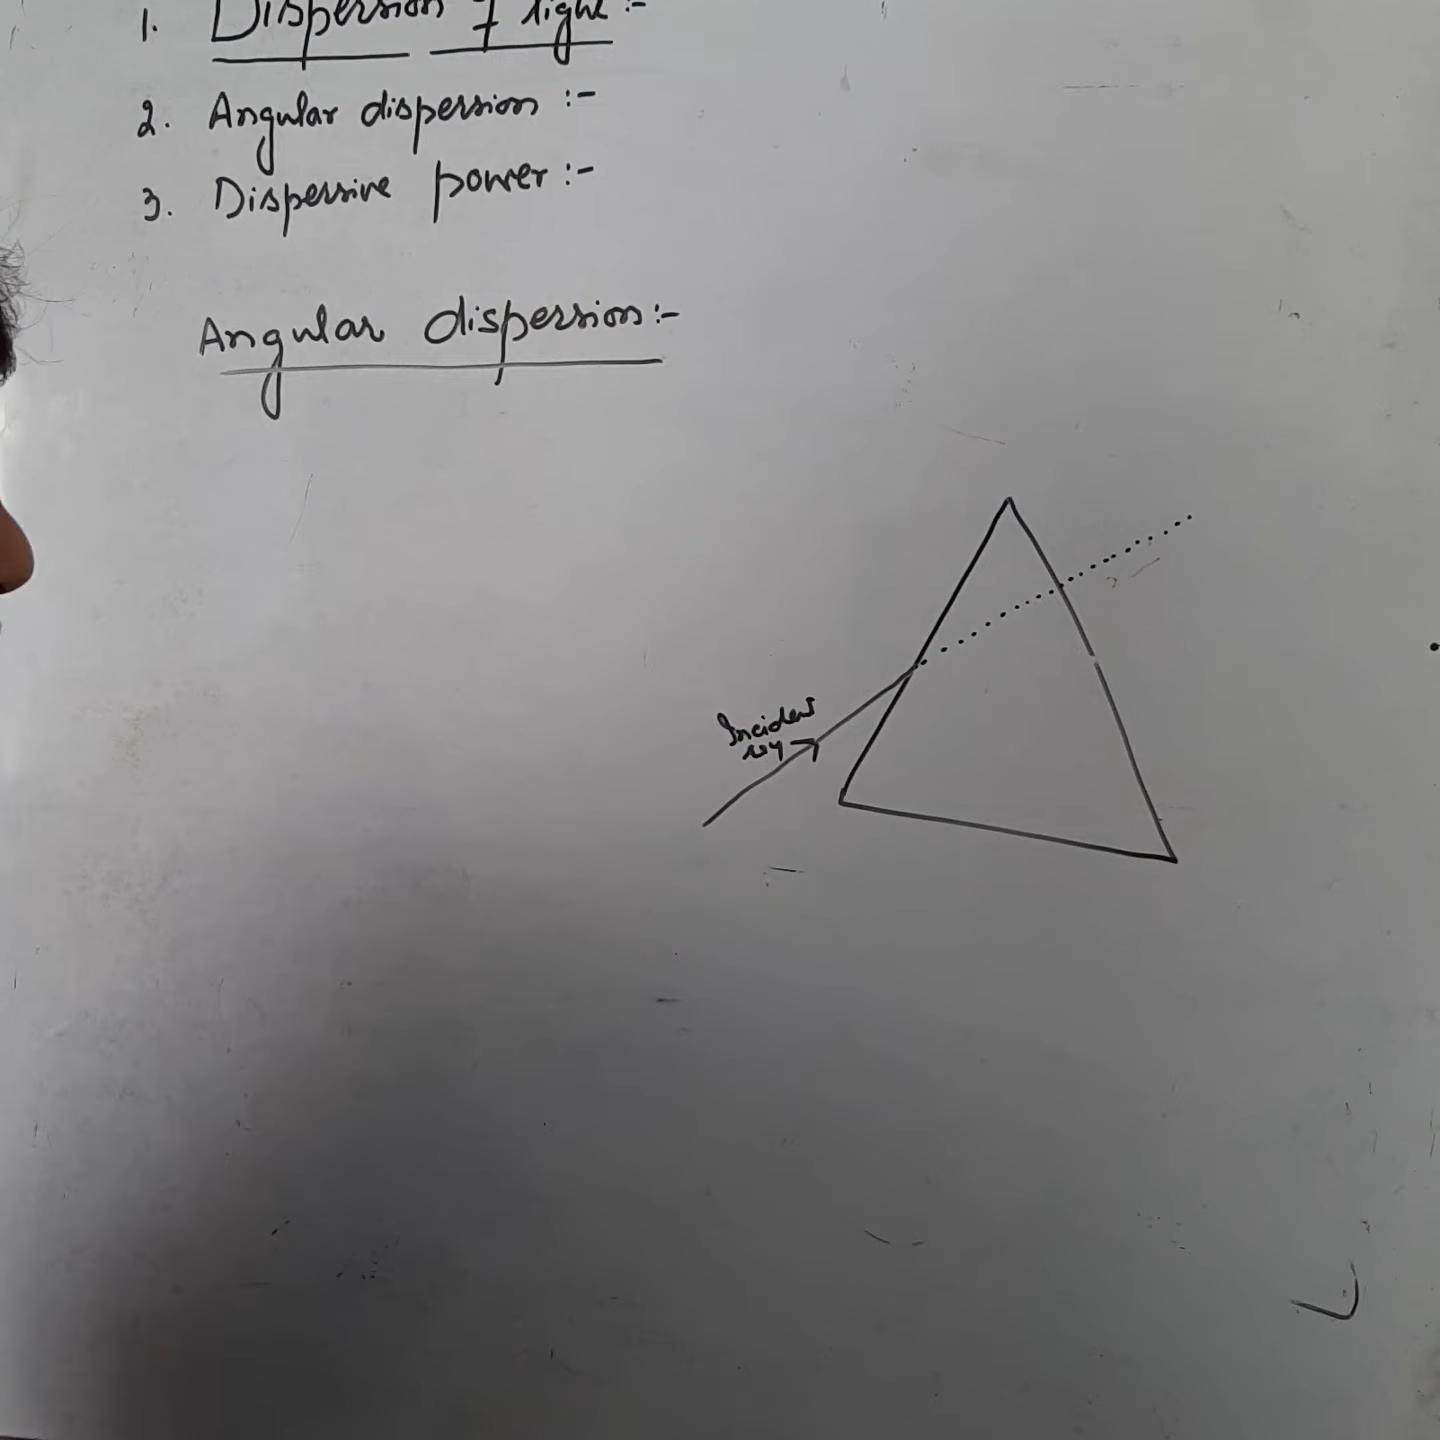 1. Dispersion of light :-
2. Angular dispersion :-
3. Dispersive power :-
Angular dispersion :-
Incident
ray